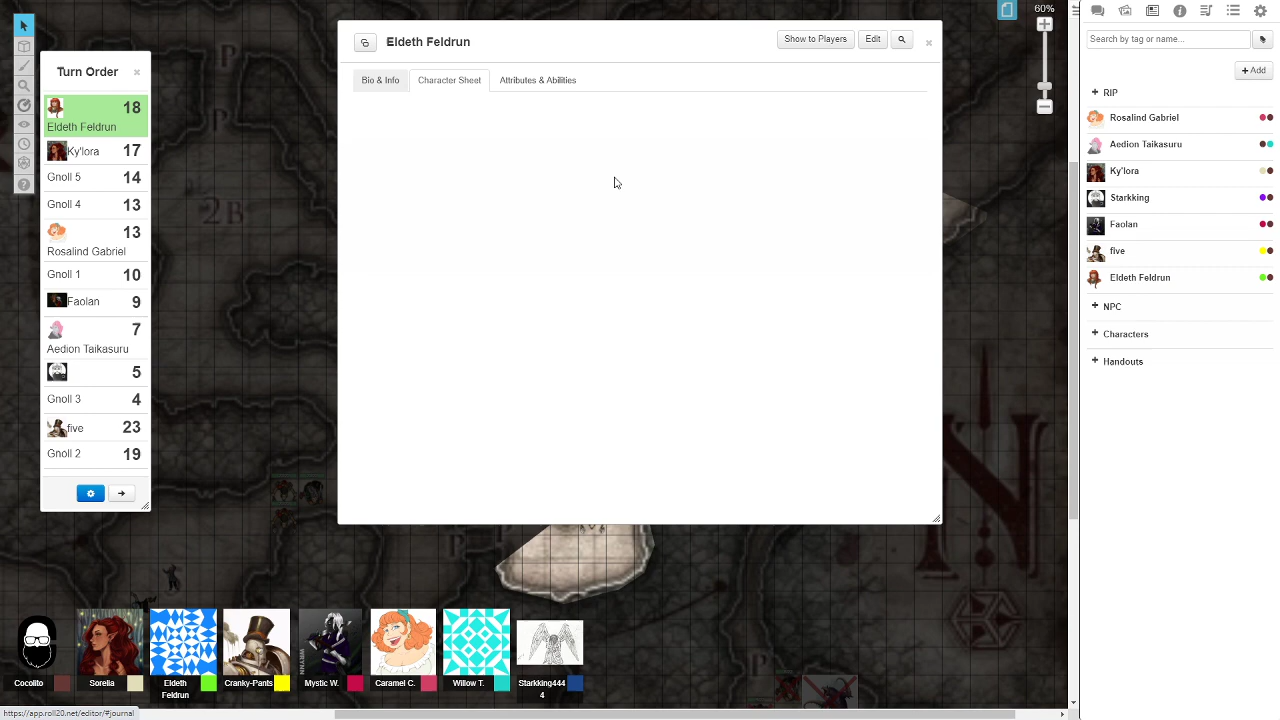 60%
Search by tag or name...
+ Add
+ RIP
Rosalind Gabriel
Aedion Taikasuru
Ky'lora
Starkking
Faolan
five
Eldeth Feldrun
+ NPC
+ Characters
+ Handouts
Turn Order ×
18
Eldeth Feldrun
Ky'lora 17
Gnoll 5 14
Gnoll 4 13
13
Rosalind Gabriel
Gnoll 1 10
Faolan 9
7
Aedion Taikasuru
5
Gnoll 3 4
five 23
Gnoll 2 19
Eldeth Feldrun
Show to Players
Edit
×
Bio & Info
Character Sheet
Attributes & Abilities
P
P
2B
P
N
P
Cocolito
Sorelia
Eldeth
Feldrun
Cranky-Pants
Mystic W.
Caramel C.
Willow T.
Starkking444
4
https://app.roll20.net/editor/#journal